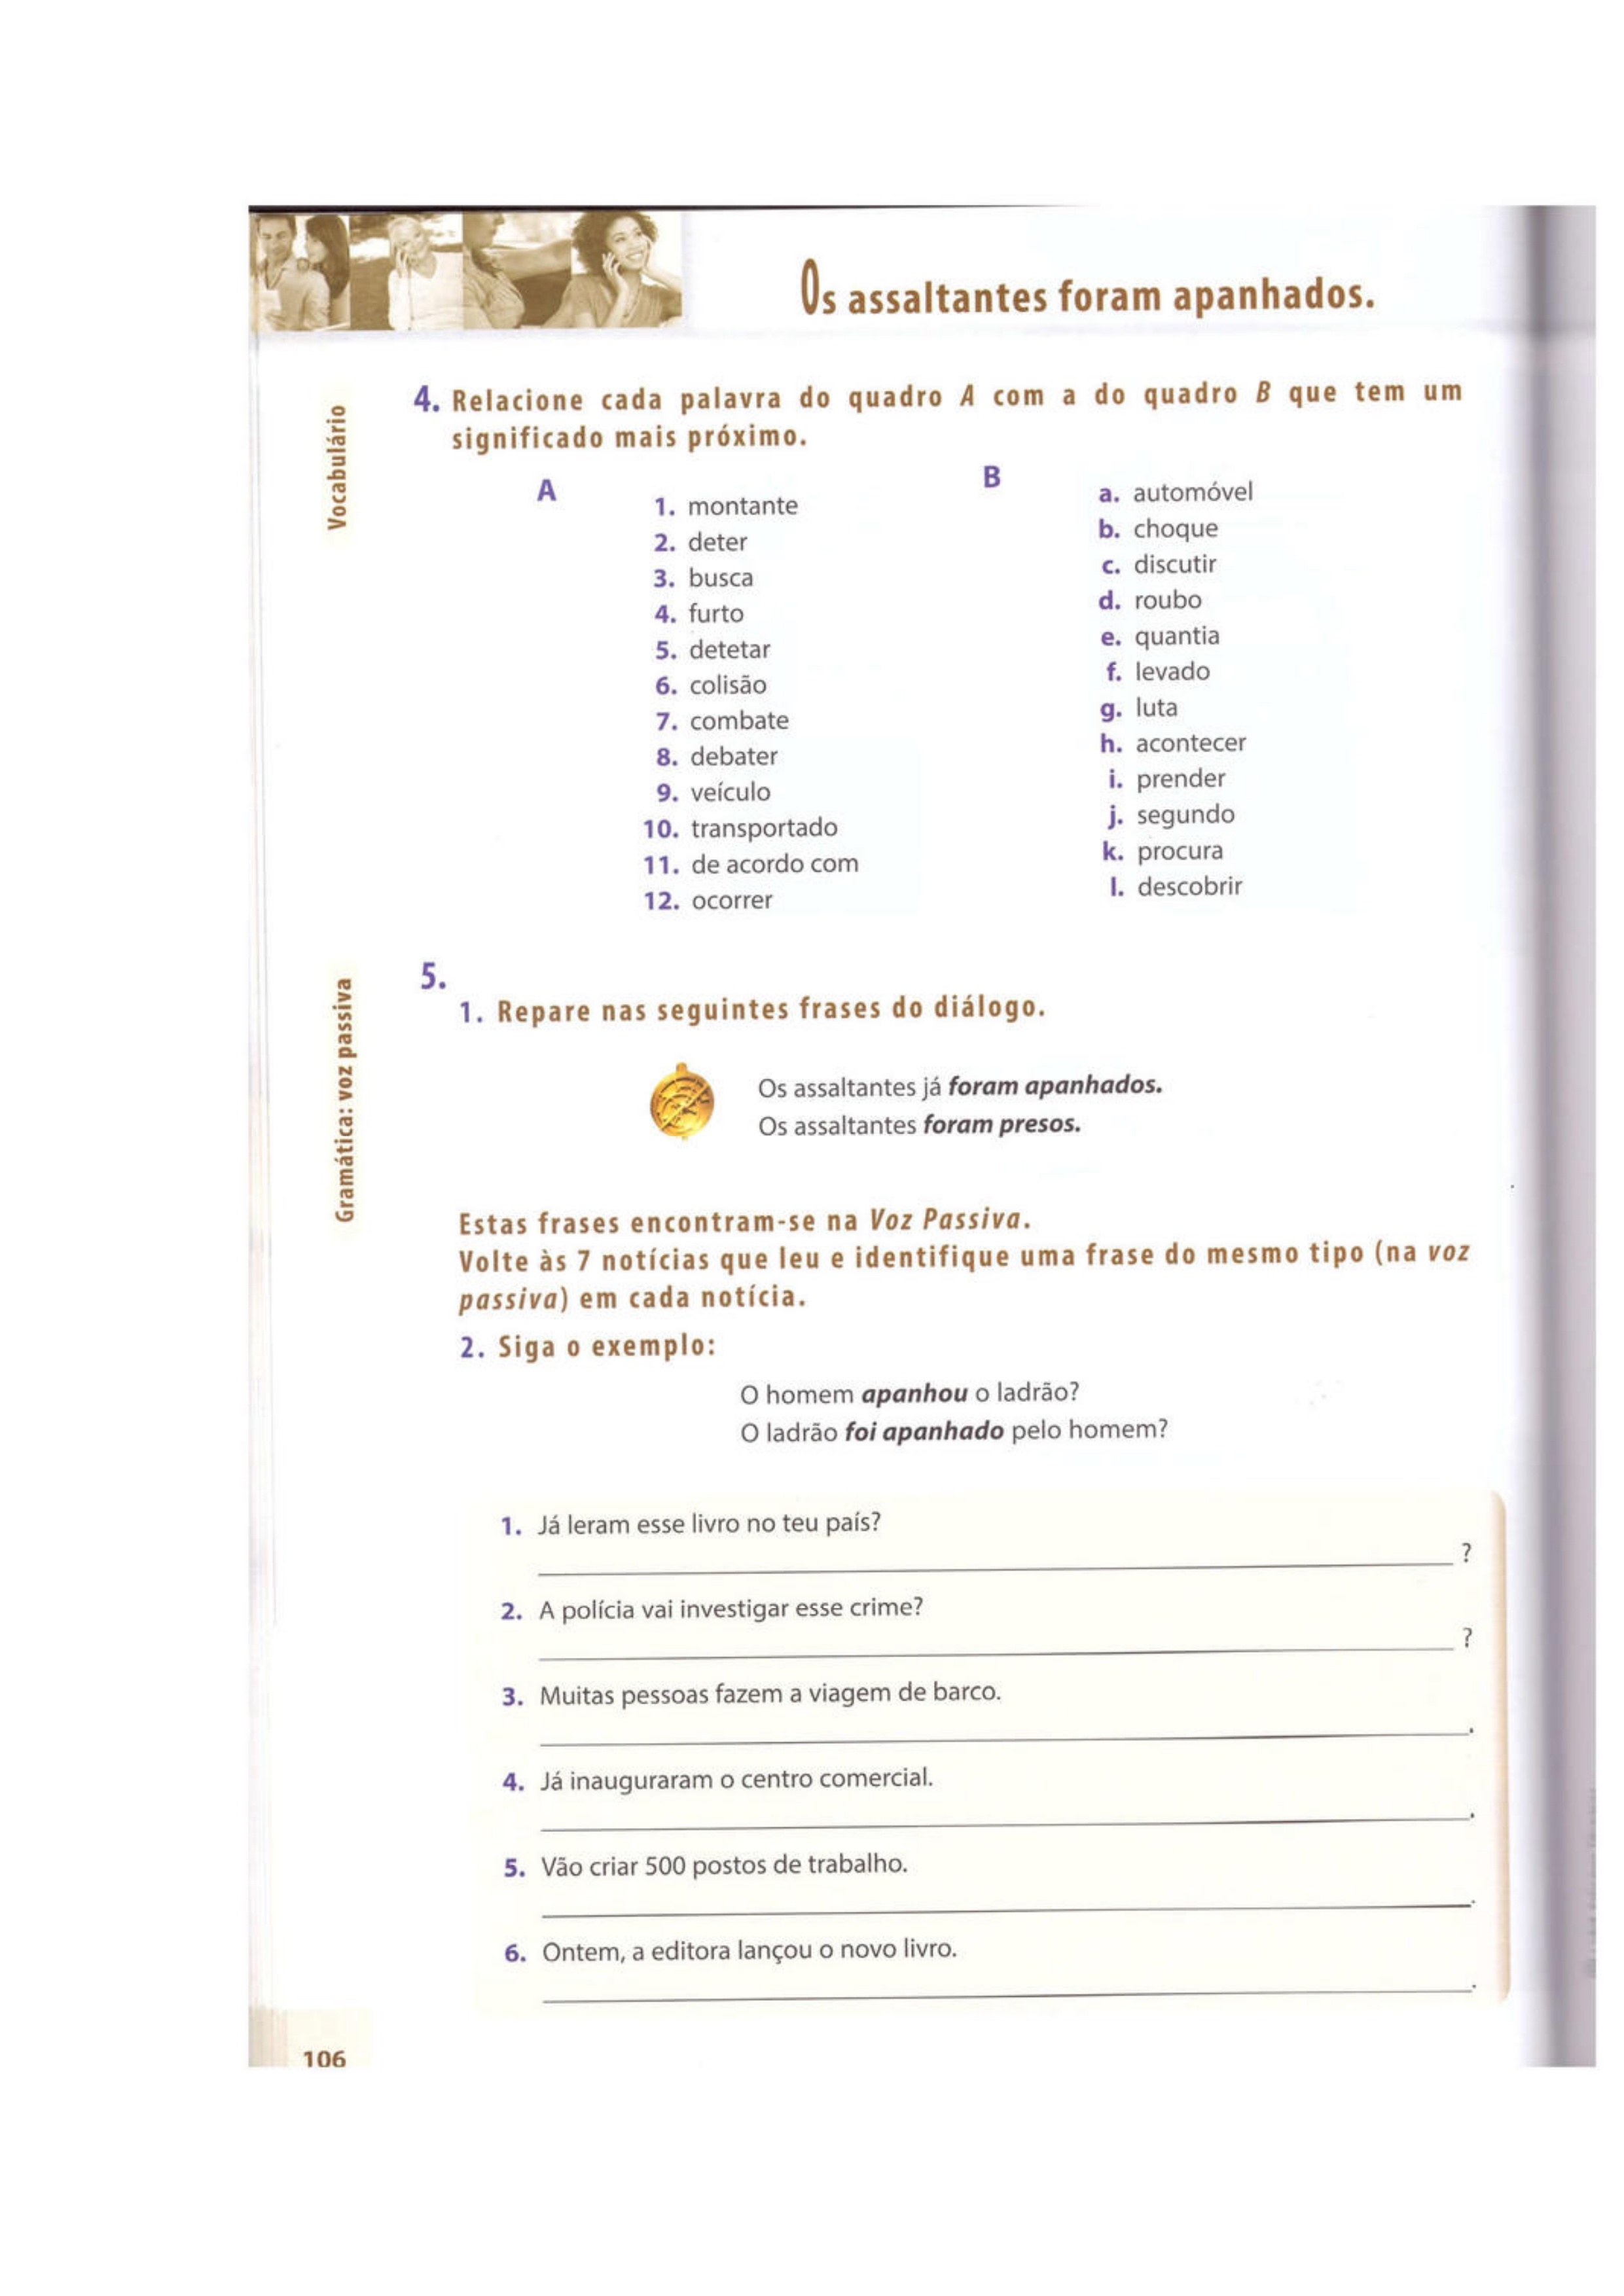 Os assaltantes foram apanhados.
Vocabulário
4. Relacione cada palavra do quadro A com a do quadro B que tem um
significado mais próximo.
A
1. montante
2. deter
3. busca
4. furto
5. detetar
6. colisão
7. combate
8. debater
9. veículo
10. transportado
11. de acordo com
12. ocorrer
B
a. automóvel
b. choque
c. discutir
d. roubo
e. quantia
f. levado
g. luta
h. acontecer
i. prender
j. segundo
k. procura
l. descobrir
Gramática: voz passiva
5.
1. Repare nas seguintes frases do diálogo.
Os assaltantes já foram apanhados.
Os assaltantes foram presos.
Estas frases encontram-se na Voz Passiva.
Volte às 7 notícias que leu e identifique uma frase do mesmo tipo (na voz
passiva) em cada notícia.
2. Siga o exemplo:
O homem apanhou o ladrão?
O ladrão foi apanhado pelo homem?
1. Já leram esse livro no teu país?
?
2. A polícia vai investigar esse crime?
?
3. Muitas pessoas fazem a viagem de barco.
.
4. Já inauguraram o centro comercial.
.
5. Vão criar 500 postos de trabalho.
.
6. Ontem, a editora lançou o novo livro.
.
106